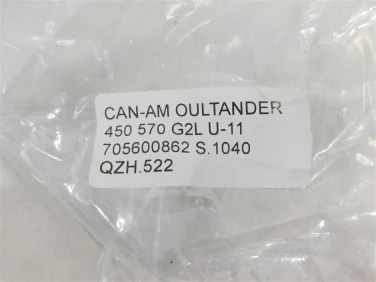 CAN-AM OULTANDER
450 570 G2L U-11
705600862 S.1040
QZH.522